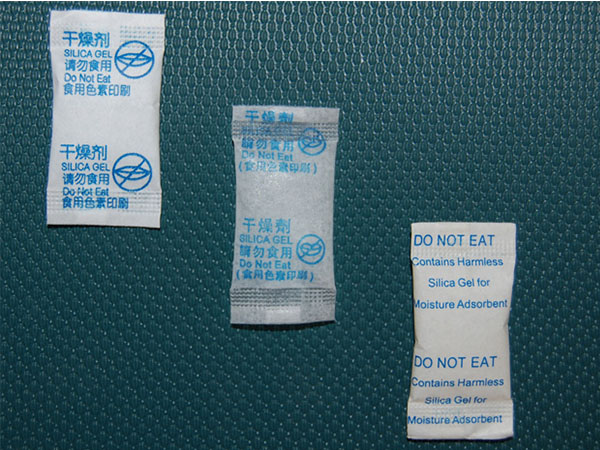 干燥剂
SILICA GEL
请勿食用
Do Not Eat
食用色素印刷
干燥剂
SILICA GEL
请勿食用
Do Not Eat
食用色素印刷
干燥劑
SILICA GEL
請勿食用
Do Not Eat
(食用色素印刷)
干燥劑
SILICA GEL
請勿食用
Do Not Eat
(食用色素印刷)
DO NOT EAT
Contains Harmless
Silica Gel for
Moisture Adsorbent
DO NOT EAT
Contains Harmless
Silica Gel for
Moisture Adsorbent